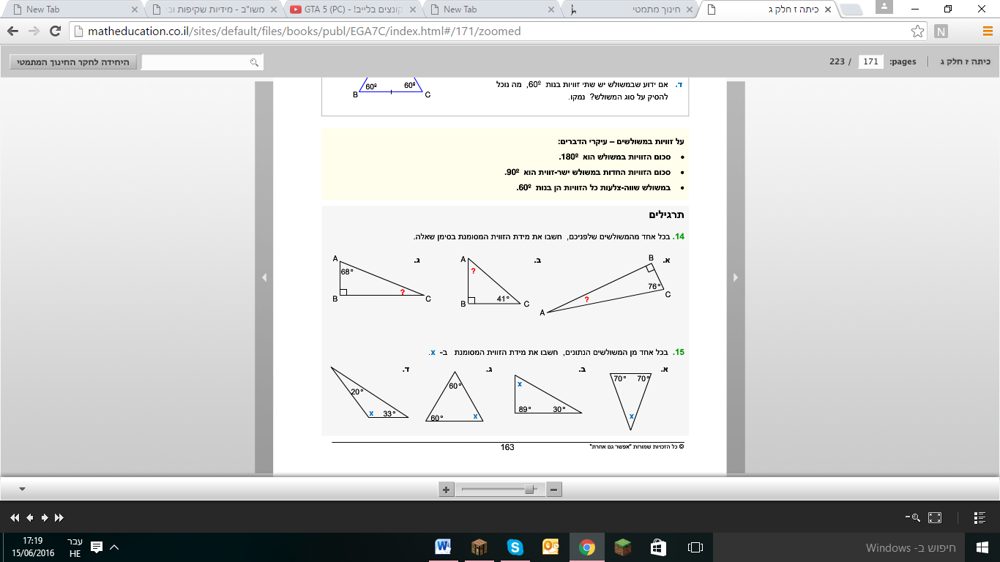 New Tab
משו"ב - מידיות שקיפות וב
GTA 5 (PC) - !קונצים בלייב
New Tab
חינוך מתמטי
כיתה ז חלק ג
matheducation.co.il/sites/default/files/books/publ/EGA7C/index.html#/171/zoomed
N
היחידה לחקר החינוך המתמטי
223 / 171 :pages
כיתה ז חלק ג
ד. אם ידוע שבמשולש יש שתי זוויות בנות 60º, מה נוכל
להסיק על סוג המשולש? נמקו.
60º 60º
B C
על זוויות במשולשים – עיקרי הדברים:
• סכום הזוויות במשולש הוא 180º.
• סכום הזוויות החדות במשולש ישר-זווית הוא 90º.
• במשולש שווה-צלעות כל הזוויות הן בנות 60º.
תרגילים
14. בכל אחד מהמשולשים שלפניכם, חשבו את מידת הזווית המסומנת בסימן שאלה.
א.
B
76°
C
?
A
ב.
A
?
41°
B
C
ג.
A
68°
?
B
C
15. בכל אחד מן המשולשים הנתונים, חשבו את מידת הזווית המסומנת ב- x.
א.
70° 70°
x
ב.
x
89° 30°
ג.
60°
60° x
ד.
20°
x 33°
163
© כל הזכויות שמורות "אפשר גם אחרת"
17:19
15/06/2016
עבר
HE
חיפוש ב- Windows